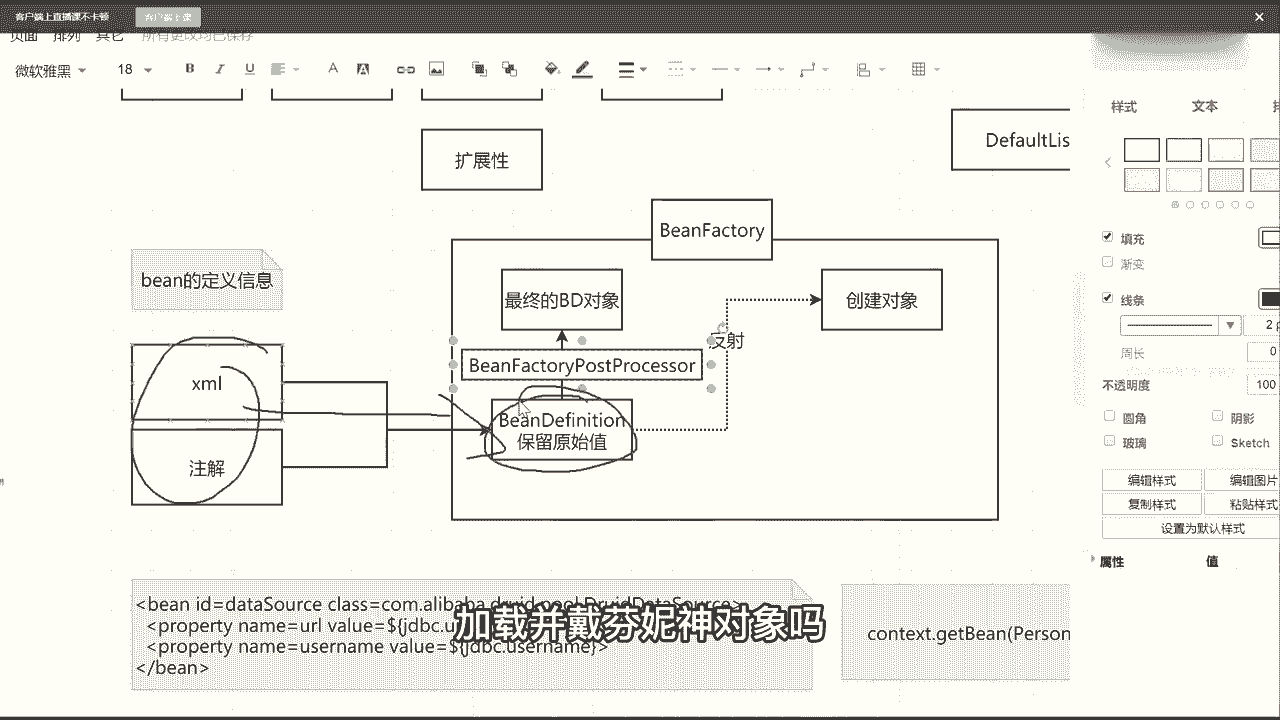 客户端上直播课不卡顿
客户端上课
页面 排列 其它 所有更改均已保存
微软雅黑
18
B I U
A
样式
文本
DefaultLis
扩展性
BeanFactory
填充
渐变
线条
bean的定义信息
最终的BD对象
创建对象
反射
2
周长
0
BeanFactoryPostProcessor
xml
不透明度
100
BeanDefinition
保留原始值
圆角
阴影
玻璃
Sketch
注解
编辑样式
编辑图片
复制样式
粘贴样式
设置为默认样式
属性
值
<bean id=dataSource class=com.alibaba.druid.pool.DruidDataSource>
<property name=url value=${jdbc.u
<property name=username value=${jdbc.username}>
</bean>
context.getBean(Person
加载并戴芬妮神对象吗